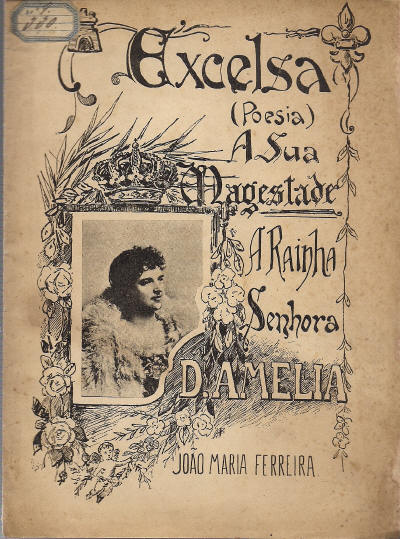 Excelsa
(Poesia)
A Sua
Magestade
A Rainha
Senhora
D. AMELIA
JOÃO MARIA FERREIRA.